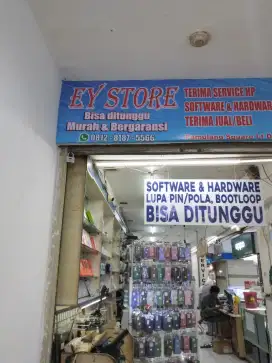 EY STORE
Bisa ditunggu
Murah & Bergaransi
0812-8187-5566
TERIMA SERVICE HP
SOFTWARE & HARDWARE
TERIMA JUAL/BELI
SOFTWARE & HARDWARE
LUPA PIN/POLA, BOOTLOOP
BISA DITUNGGU